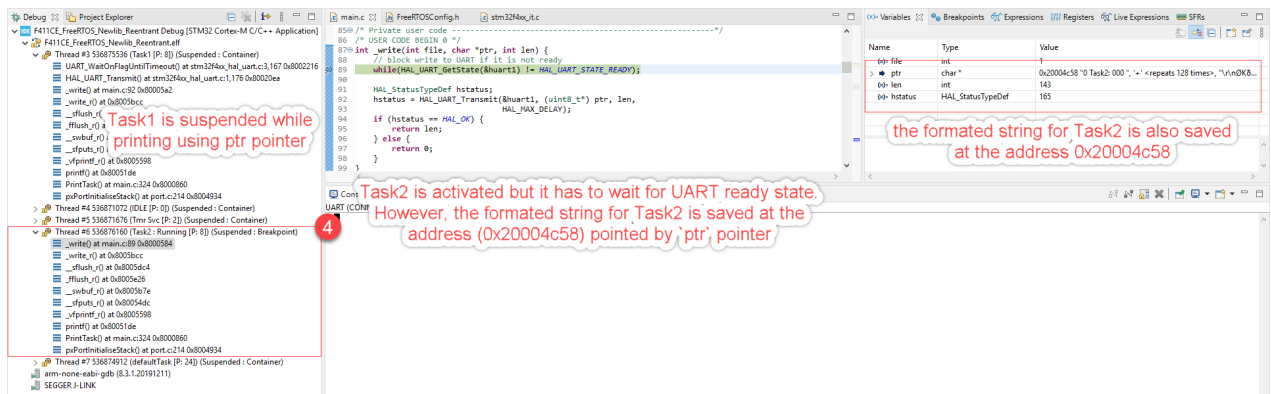 Debug
Project Explorer
F411CE_FreeRTOS_Newlib_Reentrant Debug [STM32 Cortex-M C/C++ Application]
F411CE_FreeRTOS_Newlib_Reentrant.elf
Thread #3 536875536 (Task1 [P: 8]) (Suspended : Container)
UART_WaitOnFlagUntilTimeout() at stm32f4xx_hal_uart.c:3,167 0x8002216
HAL_UART_Transmit() at stm32f4xx_hal_uart.c:1,176 0x80020ea
_write() at main.c:92 0x80005a2
_write_r() at 0x8005bcc
__sflush_r()
_fflush_r() a
__swbuf_r()
__sfputs_r()
_vfprintf_r() at 0x8005598
printf() at 0x80051de
PrintTask() at main.c:324 0x8000860
pxPortInitialiseStack() at port.c:214 0x8004934
Thread #4 536871072 (IDLE [P: 0]) (Suspended : Container)
Thread #5 536871676 (Tmr Svc [P: 2]) (Suspended : Container)
Thread #6 536876160 (Task2 : Running [P: 8]) (Suspended : Breakpoint)
_write() at main.c:89 0x8000584
_write_r() at 0x8005bcc
__sflush_r() at 0x8005dc4
_fflush_r() at 0x8005e26
__swbuf_r() at 0x8005b7e
__sfputs_r() at 0x80054dc
_vfprintf_r() at 0x8005598
printf() at 0x80051de
PrintTask() at main.c:324 0x8000860
pxPortInitialiseStack() at port.c:214 0x8004934
Thread #7 536874912 (defaultTask [P: 24]) (Suspended : Container)
arm-none-eabi-gdb (8.3.1.20191211)
SEGGER J-LINK
Task1 is suspended while
printing using ptr pointer
main.c
FreeRTOSConfig.h
stm32f4xx_it.c
85 /* Private user code ---------------------------------------------------------*/
86 /* USER CODE BEGIN 0 */
87 int _write(int file, char *ptr, int len) {
88 // block write to UART if it is not ready
89 while(HAL_UART_GetState(&huart1) != HAL_UART_STATE_READY);
90
91 HAL_StatusTypeDef hstatus;
92 hstatus = HAL_UART_Transmit(&huart1, (uint8_t*) ptr, len,
93 HAL_MAX_DELAY);
94 if (hstatus == HAL_OK) {
95 return len;
96 } else {
97 return 0;
98 }
99 }
Cons
UART (CONN
4
Task2 is activated but it has to wait for UART ready state.
However, the formated string for Task2 is saved at the
address (0x20004c58) pointed by `ptr` pointer
Variables
Breakpoints
Expressions
Registers
Live Expressions
SFRs
Name Type Value
file int 1
ptr char * 0x20004c58 "0 Task2: 000 ", '+' <repeats 128 times>, "\r\nØKð...
len int 143
hstatus HAL_StatusTypeDef 165
the formated string for Task2 is also saved
at the address 0x20004c58